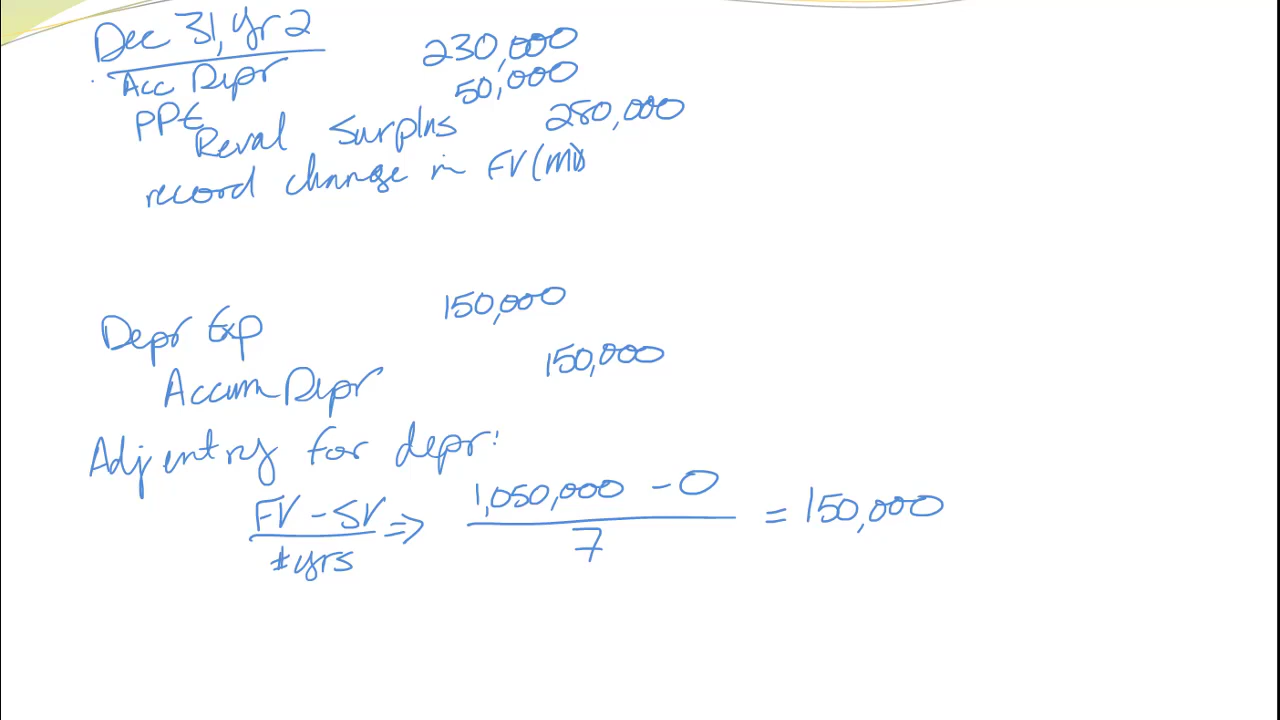 Dec 31, Yr 2
Acc Depr 230,000
PPE 50,000
Reval Surplus 280,000
record change in FV (
Depr Exp 150,000
Accum Depr 150,000
Adj entry for depr:
FV - SV / # yrs => 1,050,000 - 0 / 7 = 150,000